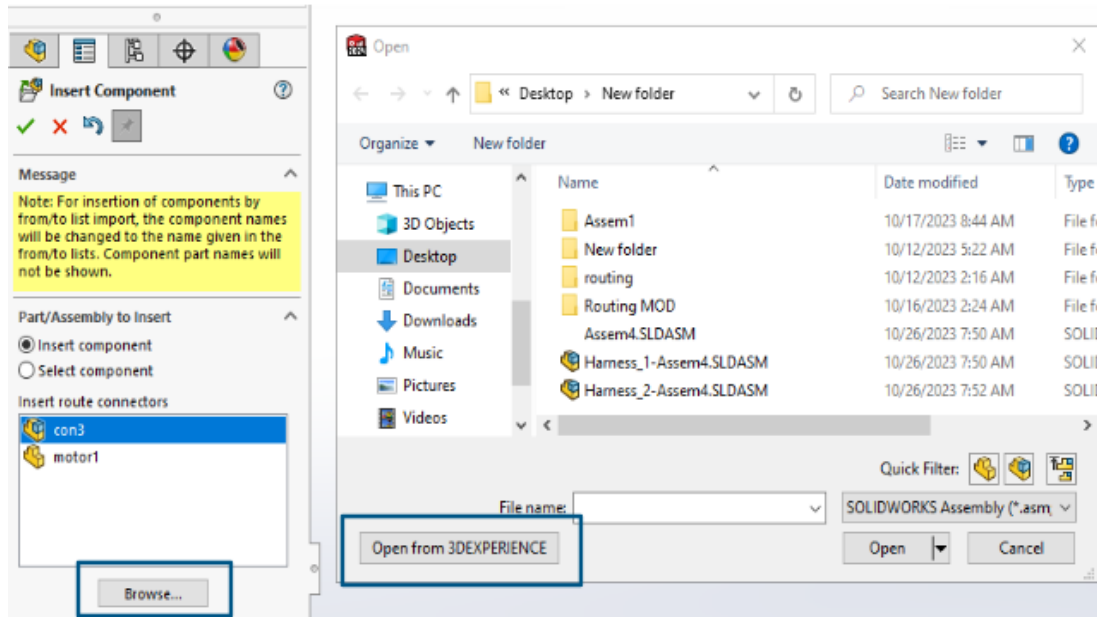 Insert Component
Message
Note: For insertion of components by
from/to list import, the component names
will be changed to the name given in the
from/to lists. Component part names will
not be shown.
Part/Assembly to Insert
Insert component
Select component
Insert route connectors
con3
motor1
Browse...
Open
« Desktop › New folder
Search New folder
Organize
New folder
This PC
3D Objects
Desktop
Documents
Downloads
Music
Pictures
Videos
Name Date modified Type
Assem1 10/17/2023 8:44 AM File f
New folder 10/12/2023 5:22 AM File f
routing 10/12/2023 2:16 AM File f
Routing MOD 10/16/2023 2:24 AM File f
Assem4.SLDASM 10/26/2023 7:50 AM SOLI
Harness_1-Assem4.SLDASM 10/26/2023 7:50 AM SOLI
Harness_2-Assem4.SLDASM 10/26/2023 7:52 AM SOLI
Quick Filter:
File name:
SOLIDWORKS Assembly (*.asm;
Open from 3DEXPERIENCE
Open
Cancel